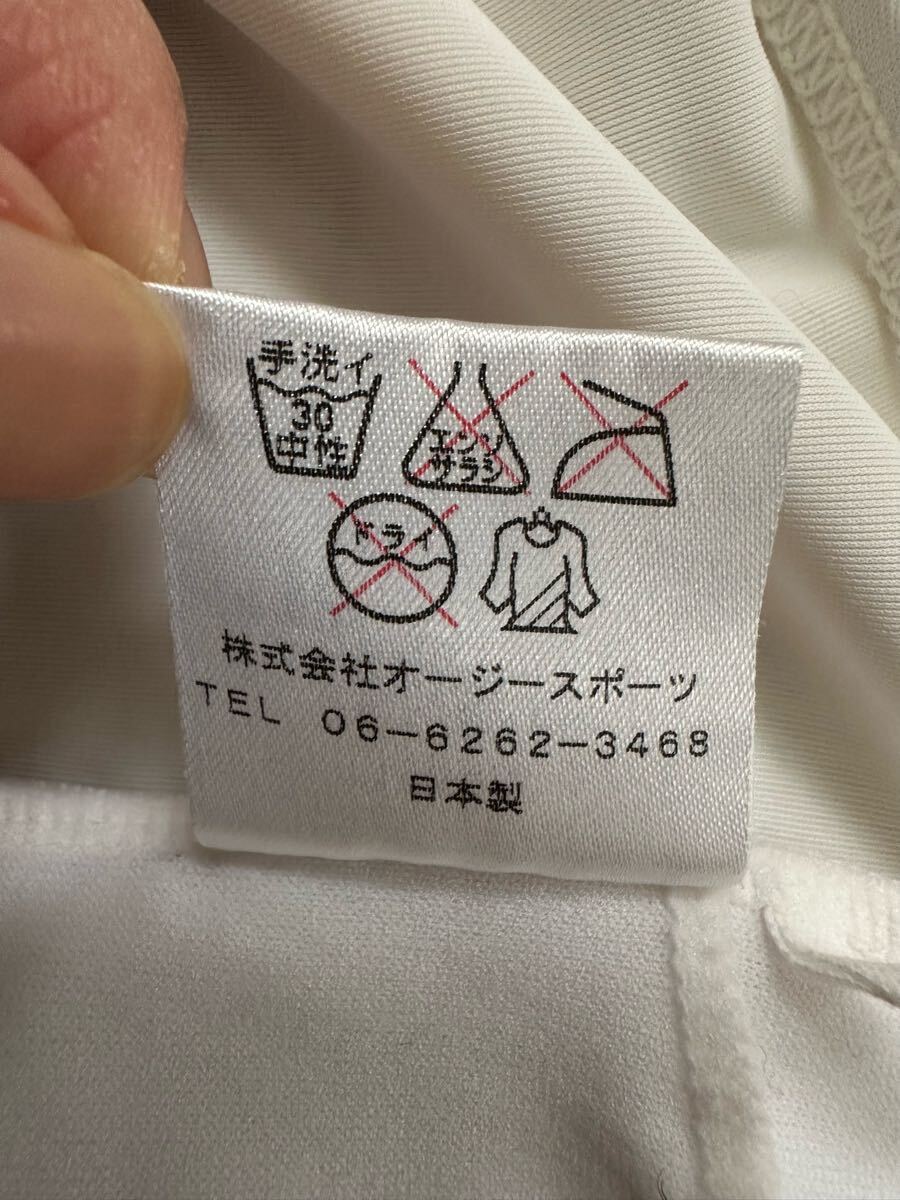 手洗イ
30
中性
エンソ
サラシ
ドライ
株式会社オージースポーツ
TEL 06-6262-3468
日本製